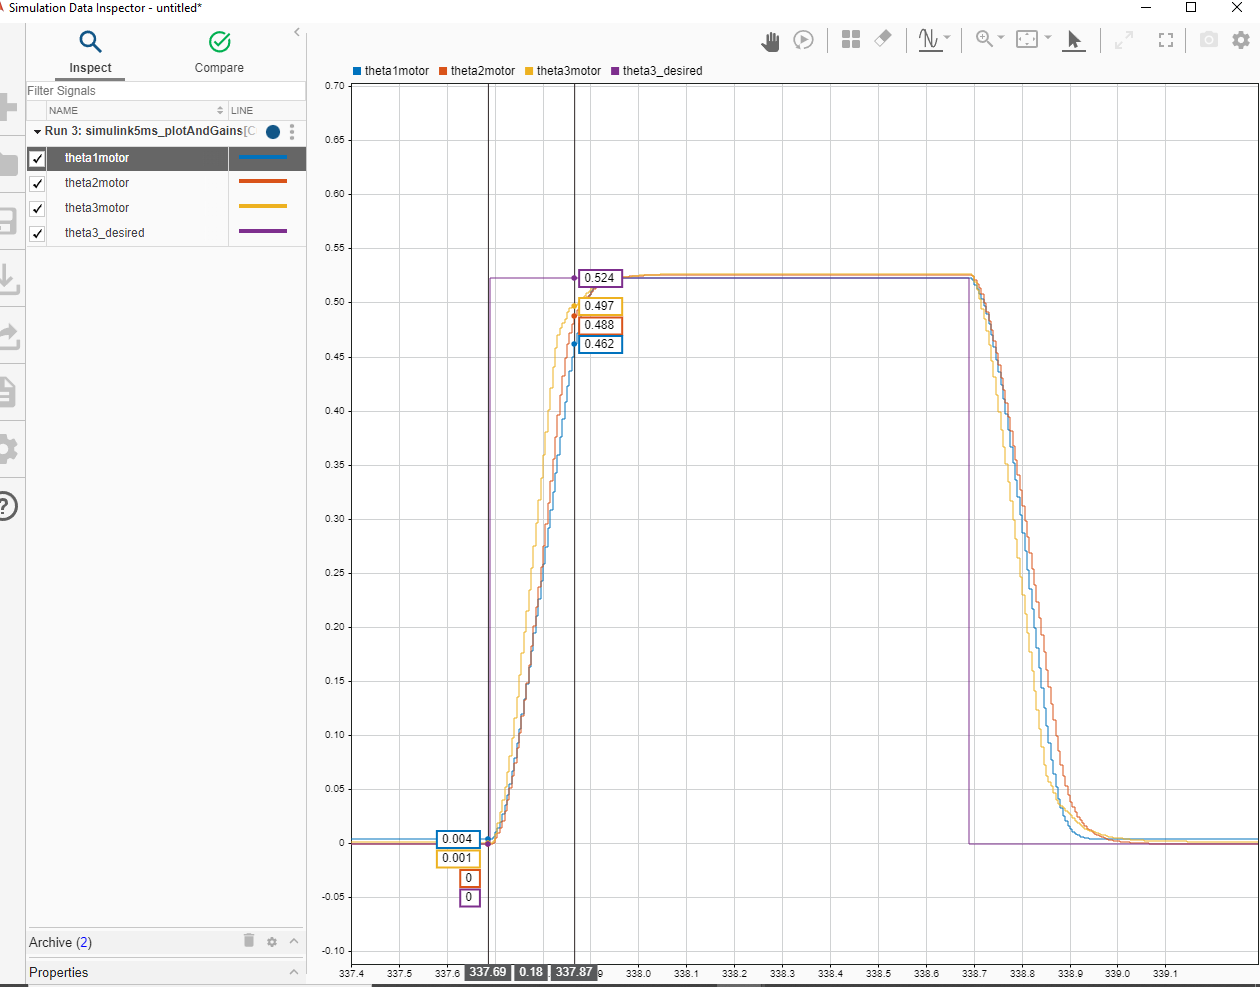 Simulation Data Inspector - untitled*
Inspect
Compare
Filter Signals
NAME
LINE
Run 3: simulink5ms_plotAndGains[C
theta1motor
theta2motor
theta3motor
theta3_desired
Archive (2)
Properties
theta1motor theta2motor theta3motor theta3_desired
0.70
0.65
0.60
0.55
0.50
0.45
0.40
0.35
0.30
0.25
0.20
0.15
0.10
0.05
0
-0.05
-0.10
0.524
0.497
0.488
0.462
0.004
0.001
0
0
337.4 337.5 337.6 337.69 0.18 337.87 338.0 338.1 338.2 338.3 338.4 338.5 338.6 338.7 338.8 338.9 339.0 339.1
?